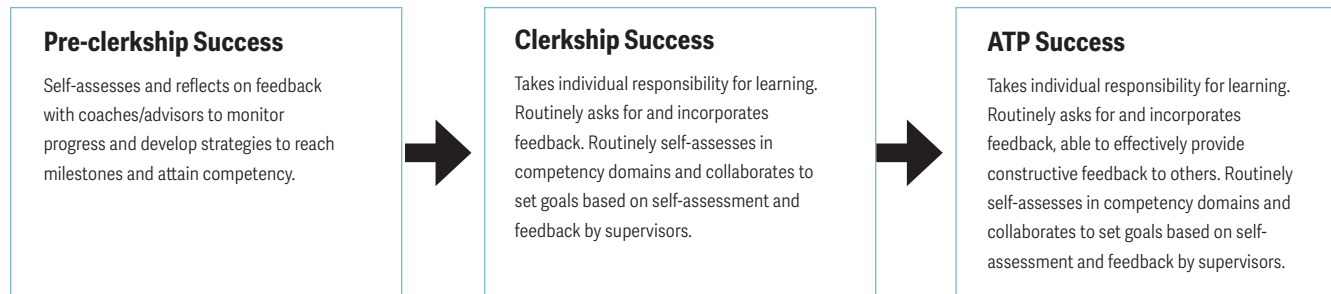 Pre-clerkship Success
Self-assesses and reflects on feedback
with coaches/advisors to monitor
progress and develop strategies to reach
milestones and attain competency.
Clerkship Success
Takes individual responsibility for learning.
Routinely asks for and incorporates
feedback. Routinely self-assesses in
competency domains and collaborates to
set goals based on self-assessment and
feedback by supervisors.
ATP Success
Takes individual responsibility for learning.
Routinely asks for and incorporates
feedback, able to effectively provide
constructive feedback to others. Routinely
self-assesses in competency domains and
collaborates to set goals based on self-
assessment and feedback by supervisors.